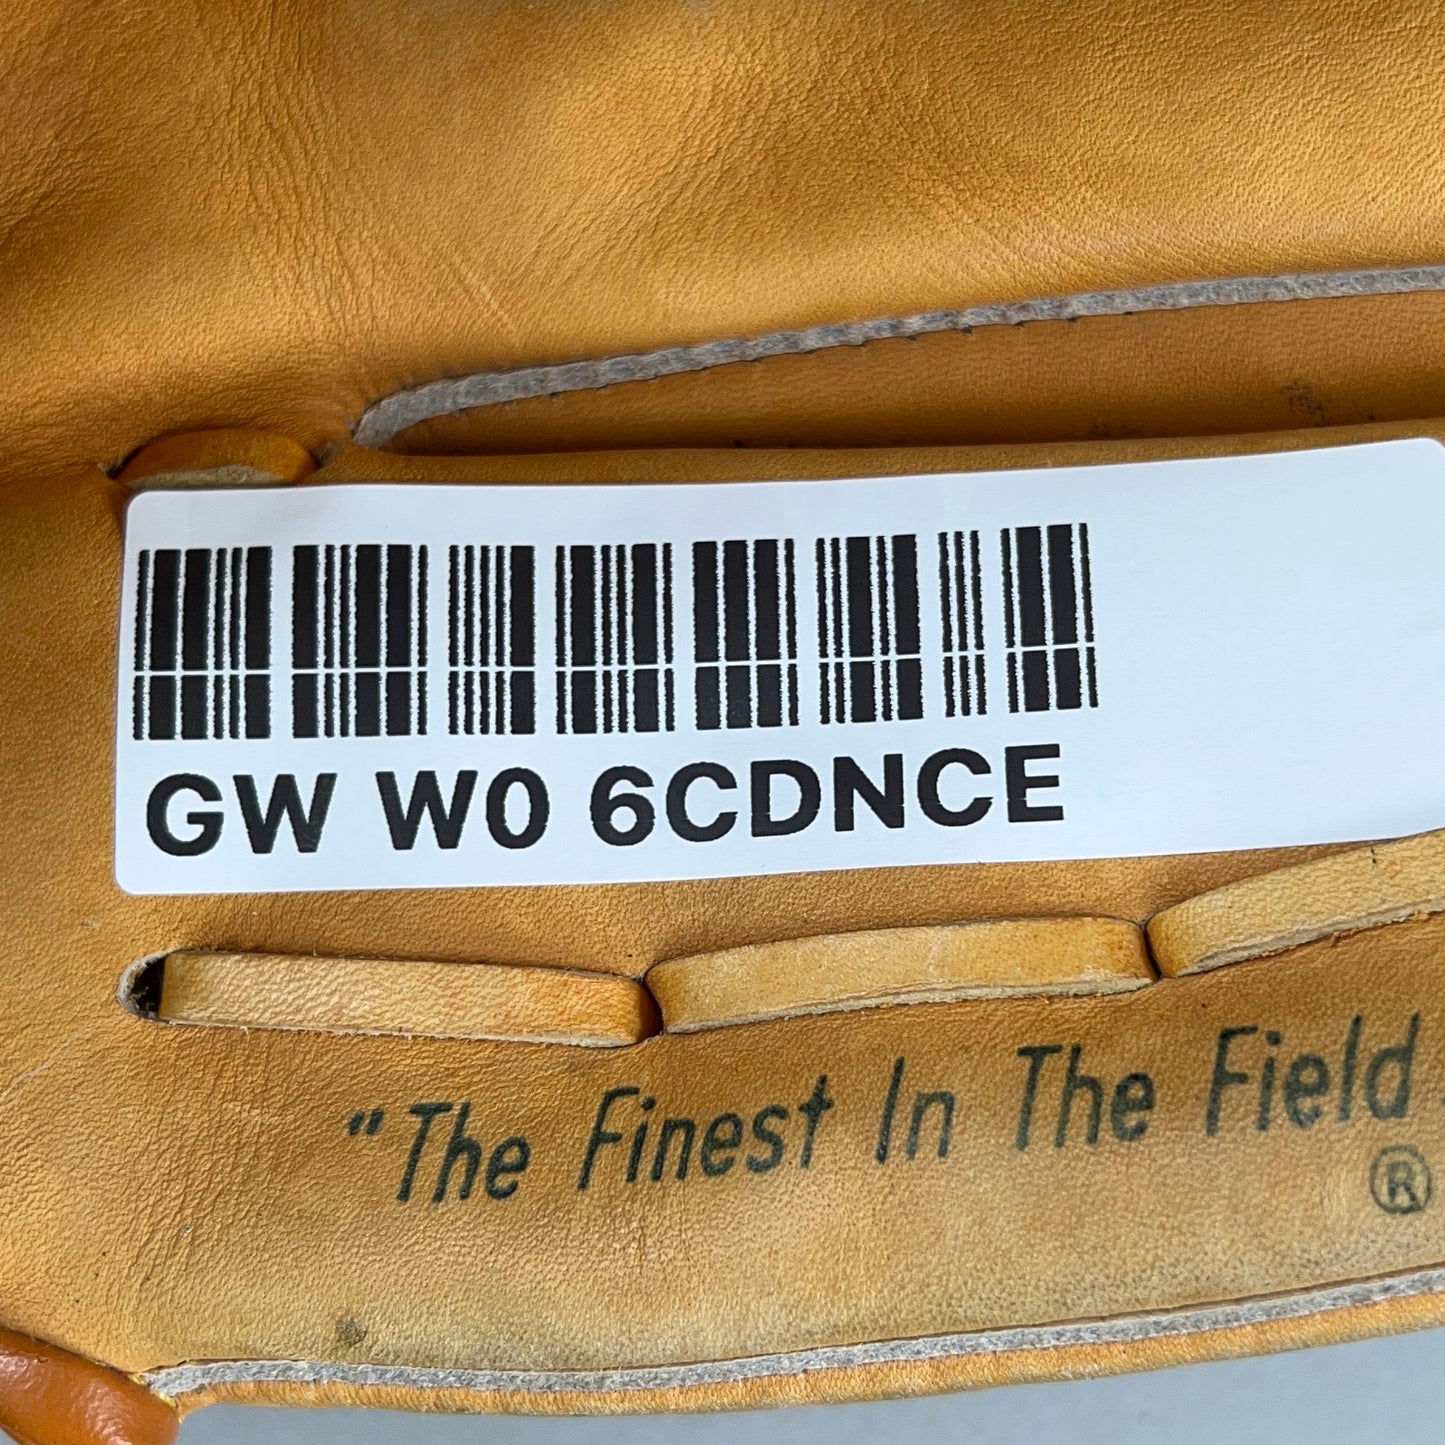 GW W0 6CDNCE
"The Finest In The Field
®